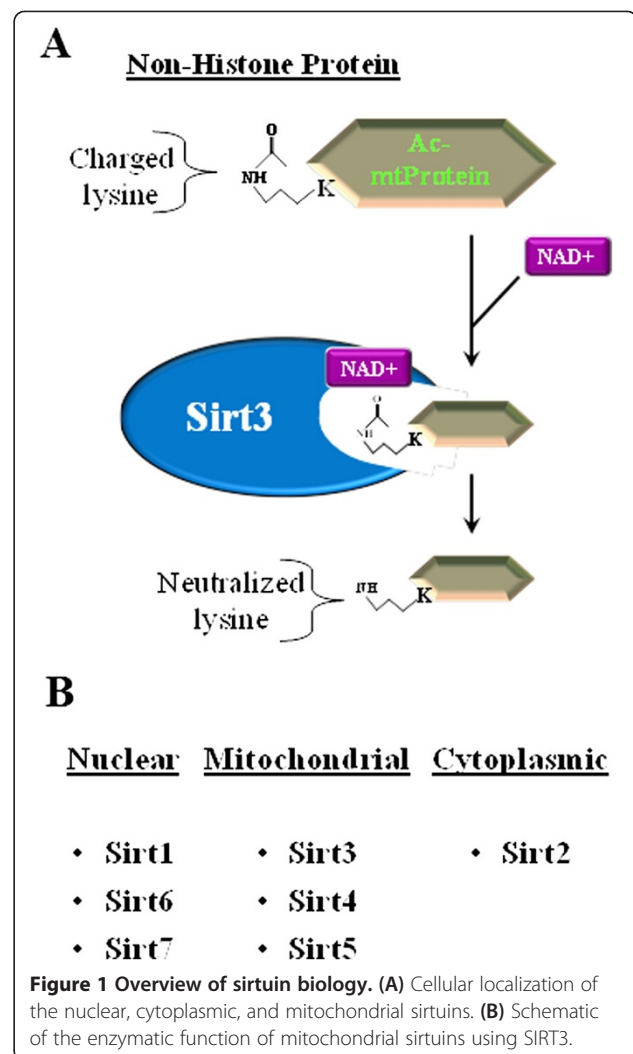 A
Non-Histone Protein
O
NH
K
Charged
lysine
Ac-
mtProtein
NAD+
NAD+
Sirt3
O
NH
K
Neutralized
lysine
NH
K
B
Nuclear Mitochondrial Cytoplasmic
• Sirt1 • Sirt3 • Sirt2
• Sirt6 • Sirt4
• Sirt7 • Sirt5
Figure 1 Overview of sirtuin biology. (A) Cellular localization of
the nuclear, cytoplasmic, and mitochondrial sirtuins. (B) Schematic
of the enzymatic function of mitochondrial sirtuins using SIRT3.